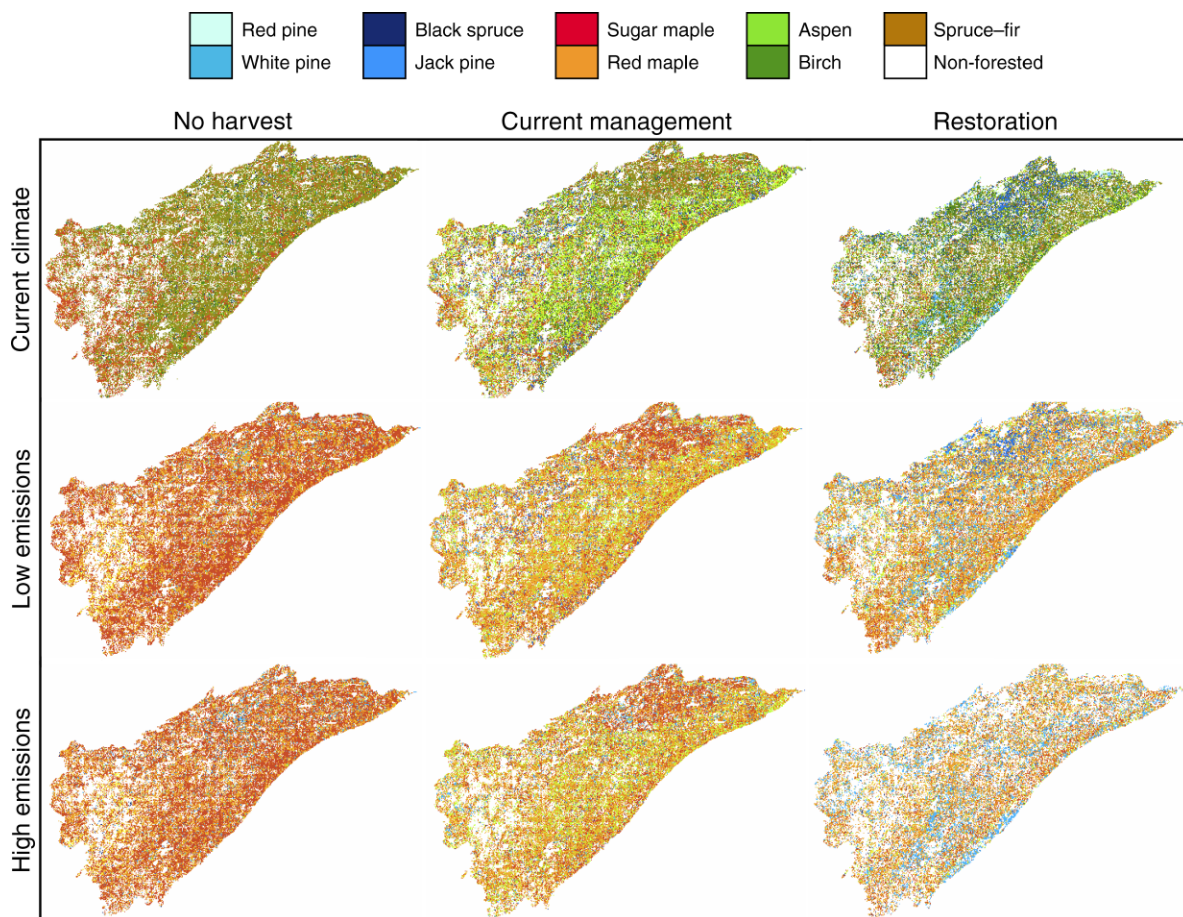 Red pine Black spruce Sugar maple Aspen Spruce–fir
White pine Jack pine Red maple Birch Non-forested
No harvest Current management Restoration
Current climate
Low emissions
High emissions